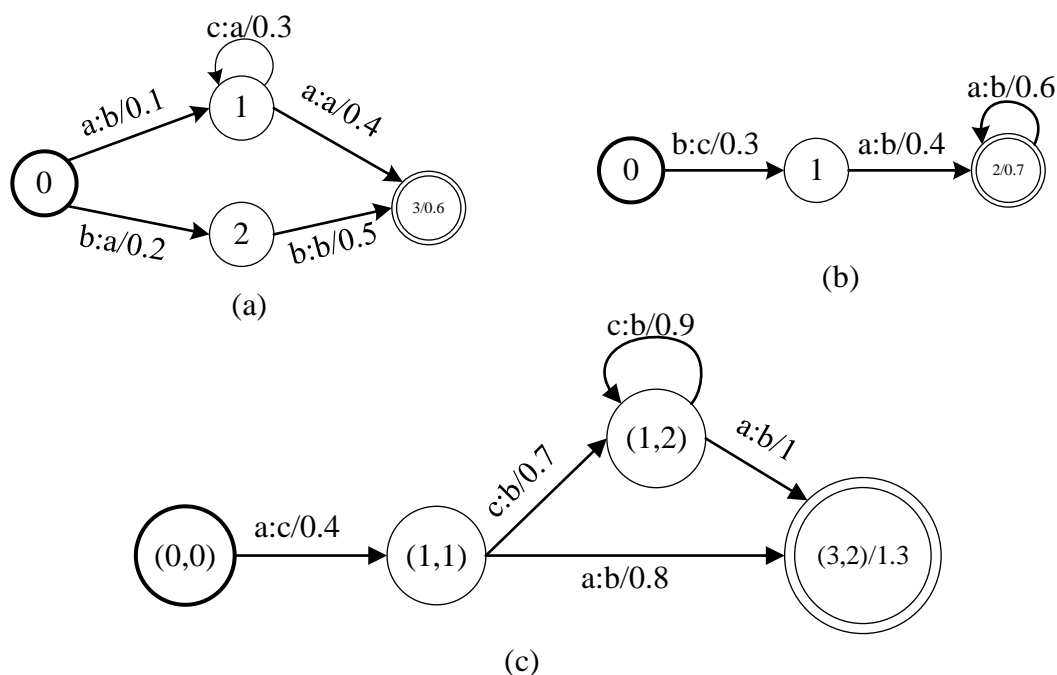 c:a/0.3
a:b/0.1
1
a:a/0.4
0
3/0.6
b:a/0.2
2
b:b/0.5
(a)
a:b/0.6
0
b:c/0.3
1
a:b/0.4
2/0.7
(b)
c:b/0.9
(1,2)
a:b/1
c:b/0.7
(0,0)
a:c/0.4
(1,1)
a:b/0.8
(3,2)/1.3
(c)